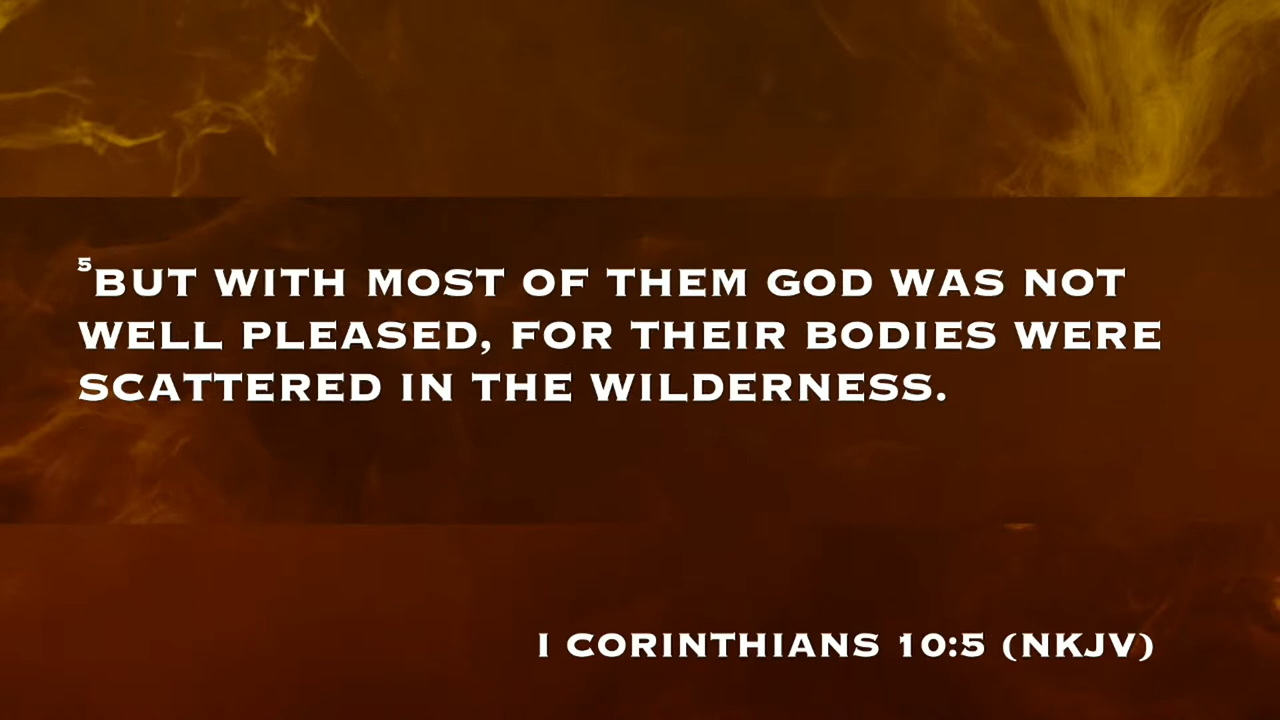 ⁵BUT WITH MOST OF THEM GOD WAS NOT
WELL PLEASED, FOR THEIR BODIES WERE
SCATTERED IN THE WILDERNESS.
I CORINTHIANS 10:5 (NKJV)